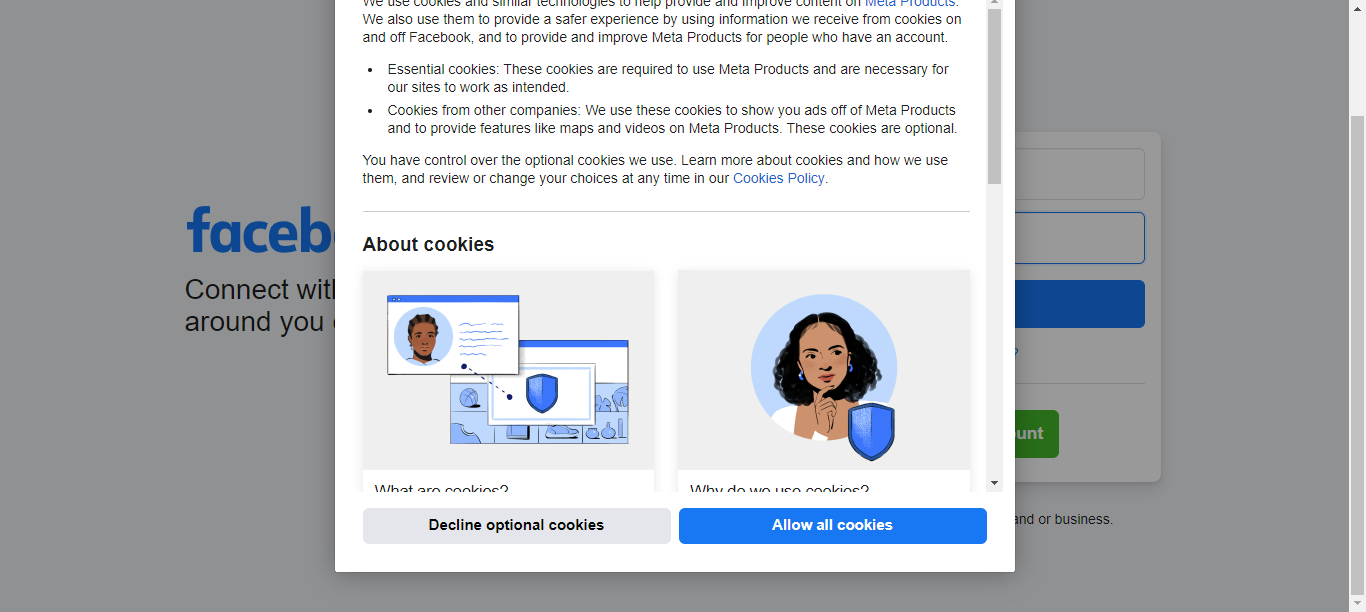 We use cookies and similar technologies to help provide and improve content on Meta Products.
We also use them to provide a safer experience by using information we receive from cookies on
and off Facebook, and to provide and improve Meta Products for people who have an account.
• Essential cookies: These cookies are required to use Meta Products and are necessary for
our sites to work as intended.
• Cookies from other companies: We use these cookies to show you ads off of Meta Products
and to provide features like maps and videos on Meta Products. These cookies are optional.
You have control over the optional cookies we use. Learn more about cookies and how we use
them, and review or change your choices at any time in our Cookies Policy.
faceb
Connect with
around you
About cookies
What are cookies?
Why do we use cookies?
unt
Decline optional cookies
Allow all cookies
and or business.